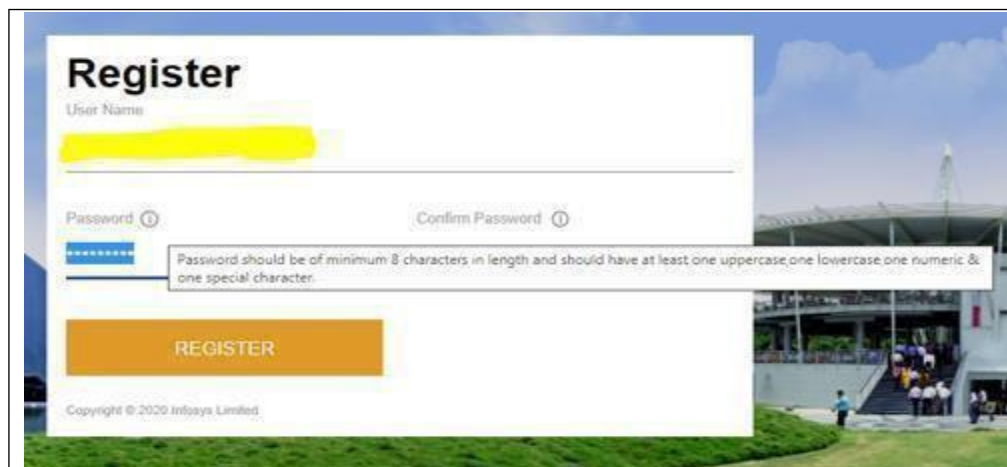 Register
User Name
Password
Confirm Password
Password should be of minimum 8 characters in length and should have at least one uppercase,one lowercase,one numeric &
one special character.
REGISTER
Copyright © 2020 Infosys Limited